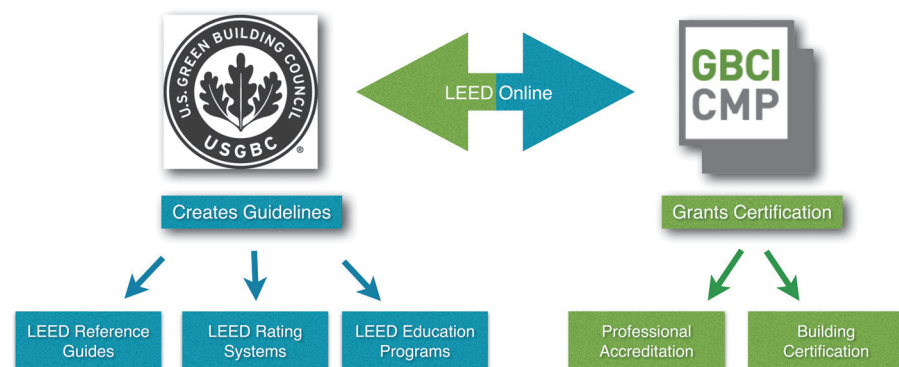 U.S. GREEN BUILDING COUNCIL
USGBC
®
LEED Online
GBCI
CMP
Creates Guidelines
Grants Certification
LEED Reference
Guides
LEED Rating
Systems
LEED Education
Programs
Professional
Accreditation
Building
Certification